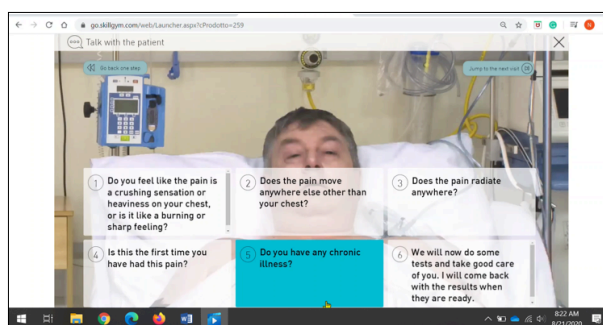 go.skillgym.com/web/Launcher.aspx?cProdotto=259
Talk with the patient
Go back one step
Jump to the next visit
1 Do you feel like the pain is
a crushing sensation or
heaviness on your chest,
or is it like a burning or
sharp feeling?
2 Does the pain move
anywhere else other than
your chest?
3 Does the pain radiate
anywhere?
4 Is this the first time you
have had this pain?
5 Do you have any chronic
illness?
6 We will now do some
tests and take good care
of you. I will come back
with the results when
they are ready.
8:22 AM
8/21/2020